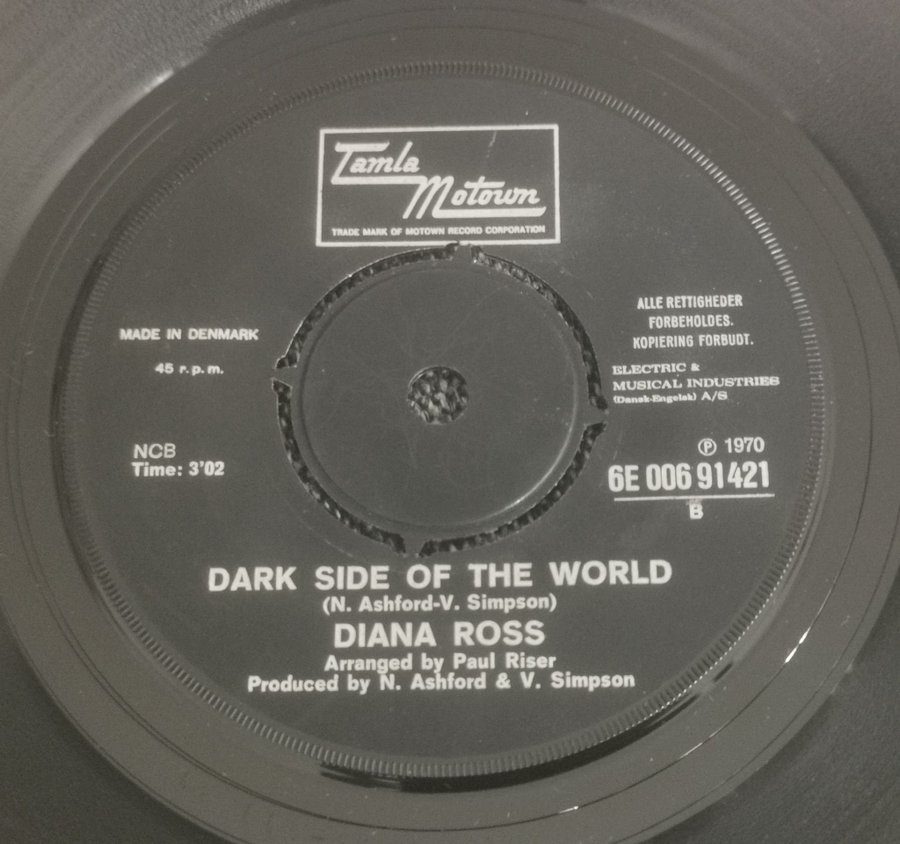 Tamla
Motown
TRADE MARK OF MOTOWN RECORD CORPORATION
MADE IN DENMARK
45 r.p.m.
NCB
Time: 3'02
ALLE RETTIGHEDER
FORBEHOLDES.
KOPIERING FORBUDT.
ELECTRIC &
MUSICAL INDUSTRIES
(Dansk-Engelsk) A/S
℗ 1970
6E 006 91421
B
DARK SIDE OF THE WORLD
(N. Ashford-V. Simpson)
DIANA ROSS
Arranged by Paul Riser
Produced by N. Ashford & V. Simpson